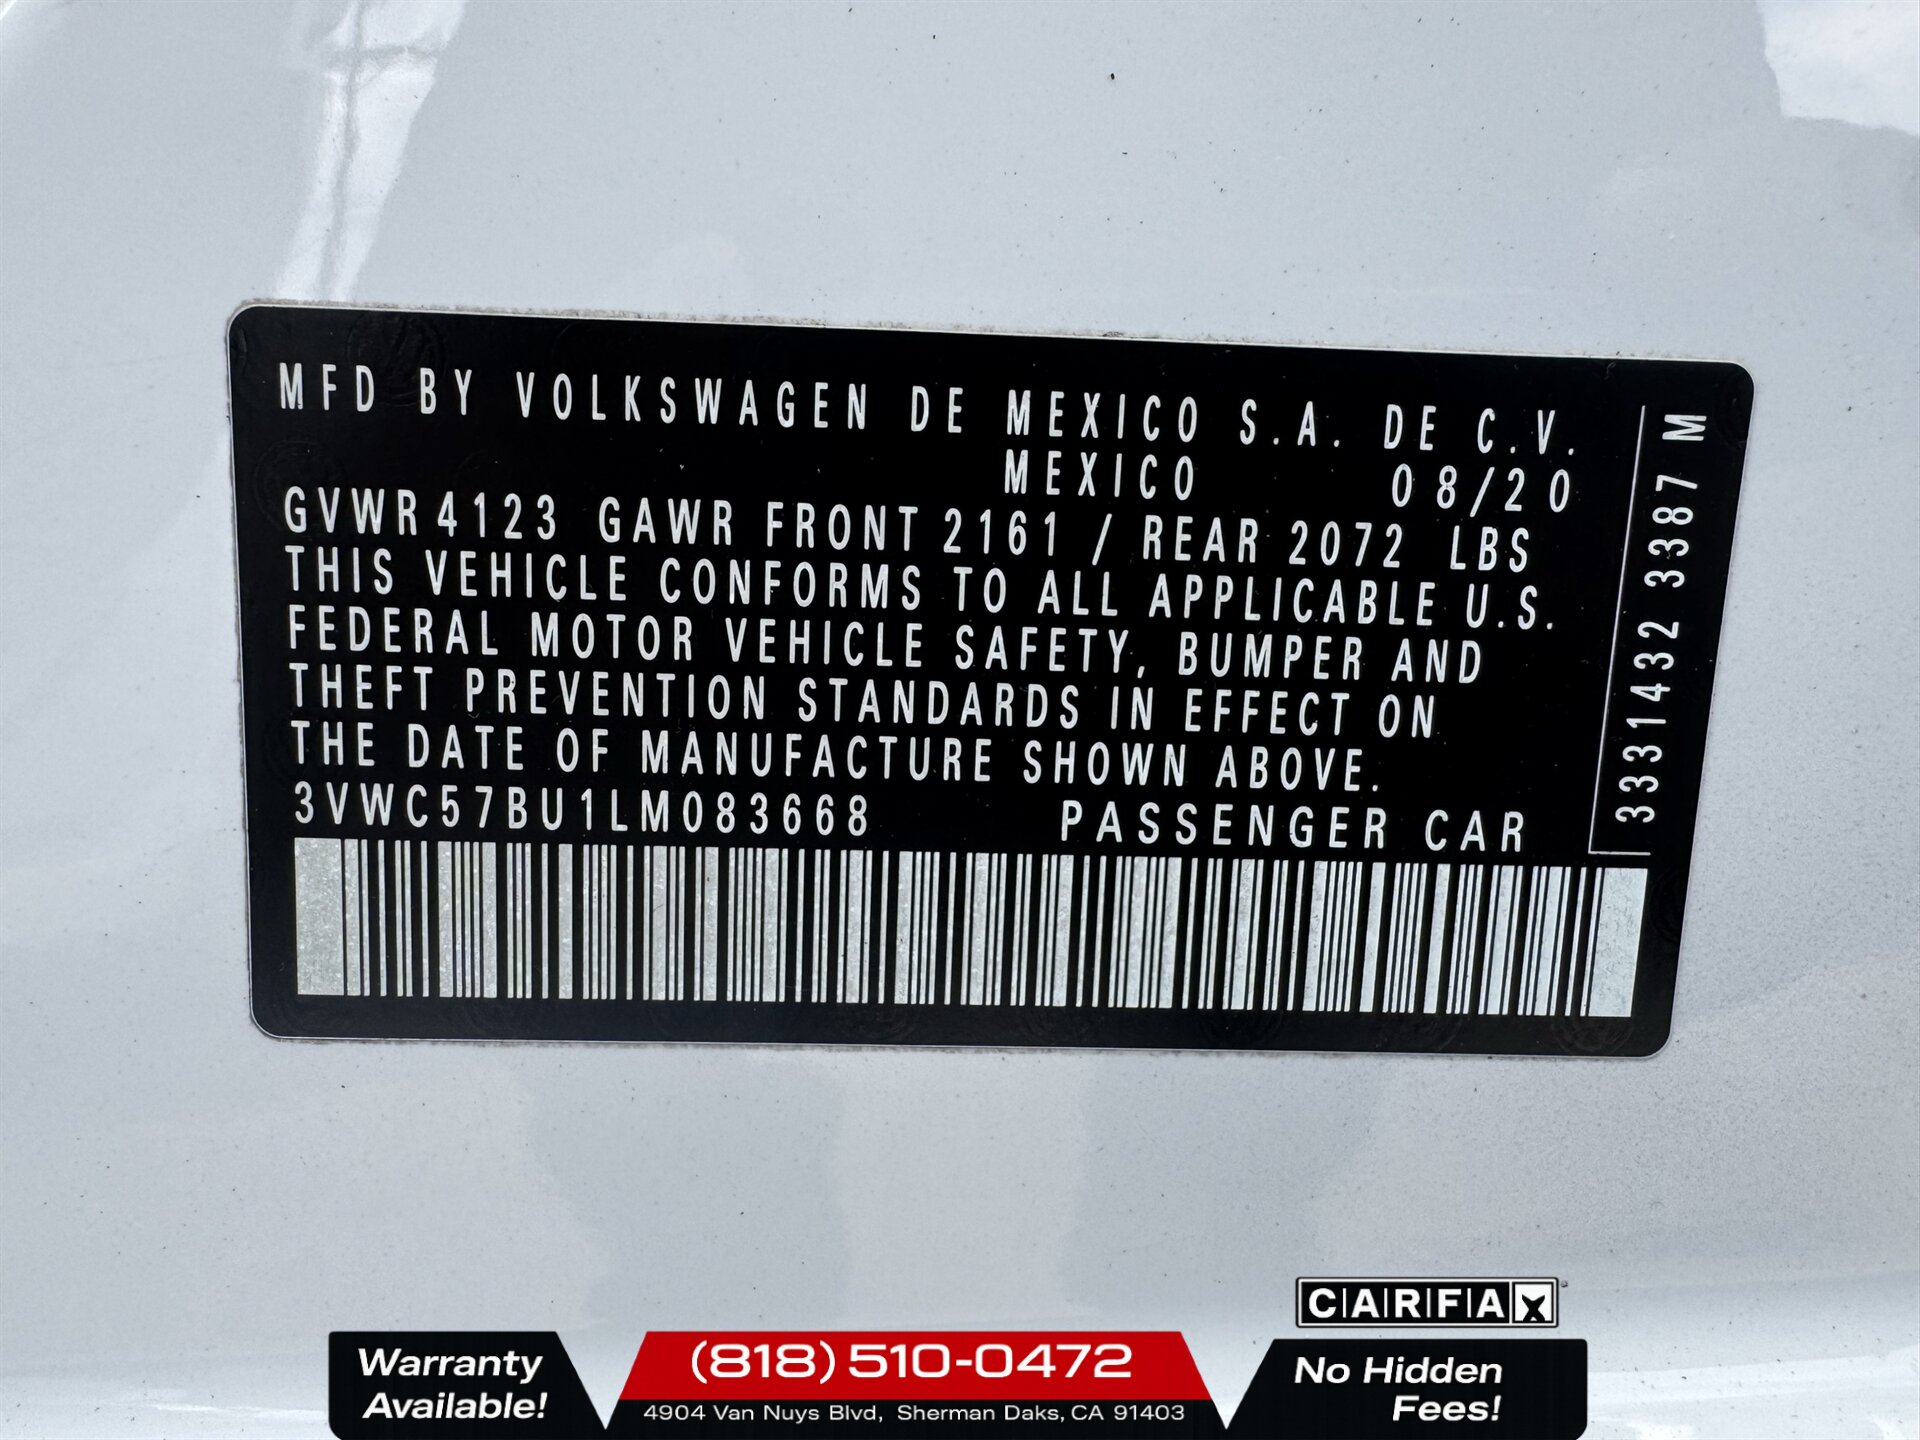 MFD BY VOLKSWAGEN DE MEXICO S.A. DE C.V.
MEXICO 08/20
GVWR 4123 GAWR FRONT 2161 / REAR 2072 LBS
THIS VEHICLE CONFORMS TO ALL APPLICABLE U.S.
FEDERAL MOTOR VEHICLE SAFETY, BUMPER AND
THEFT PREVENTION STANDARDS IN EFFECT ON
THE DATE OF MANUFACTURE SHOWN ABOVE.
3VWC57BU1LM083668 PASSENGER CAR
3331432 3387 M
CARFAX
Warranty
Available!
(818) 510-0472
4904 Van Nuys Blvd, Sherman Oaks, CA 91403
No Hidden
Fees!